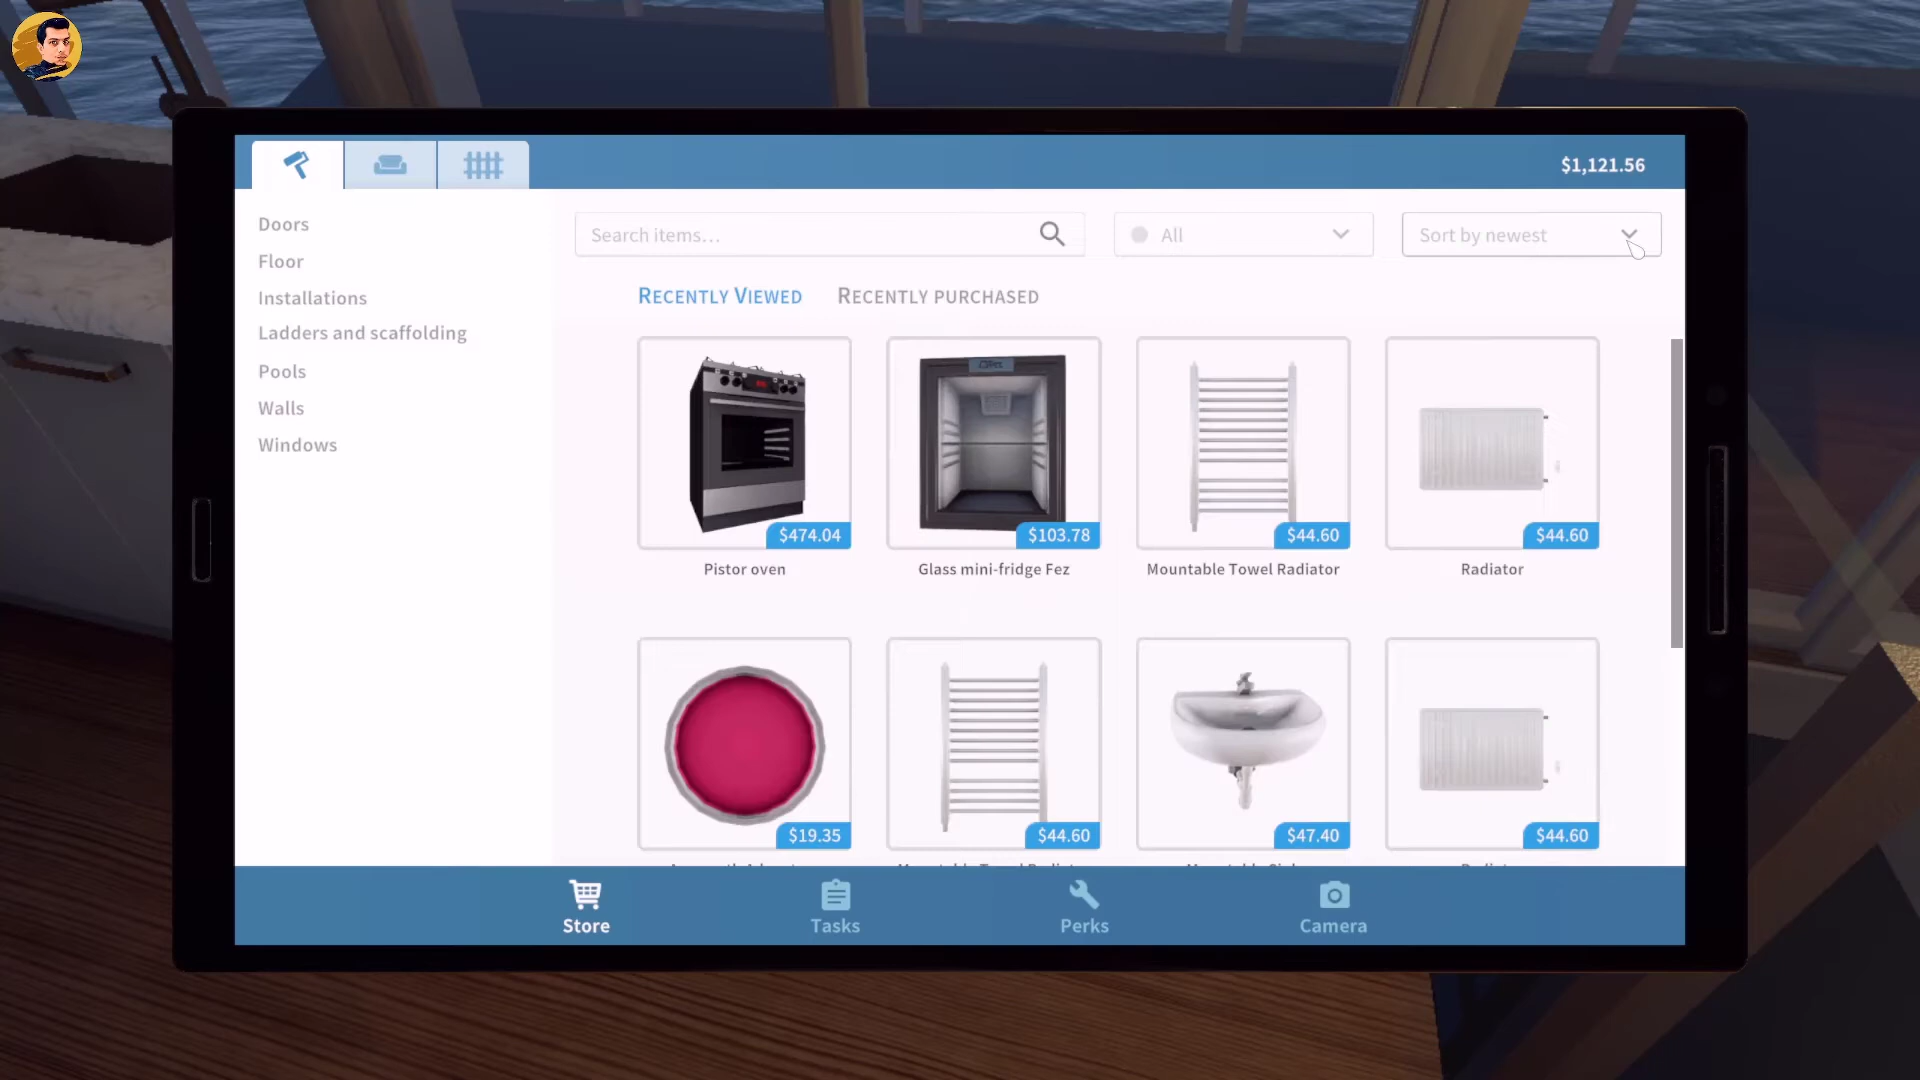 $1,121.56
Doors
Floor
Installations
Ladders and scaffolding
Pools
Walls
Windows
Search items...
All
Sort by newest
RECENTLY VIEWED
RECENTLY PURCHASED
$474.04
$103.78
$44.60
$44.60
Pistor oven
Glass mini-fridge Fez
Mountable Towel Radiator
Radiator
$19.35
$44.60
$47.40
$44.60
Store
Tasks
Perks
Camera